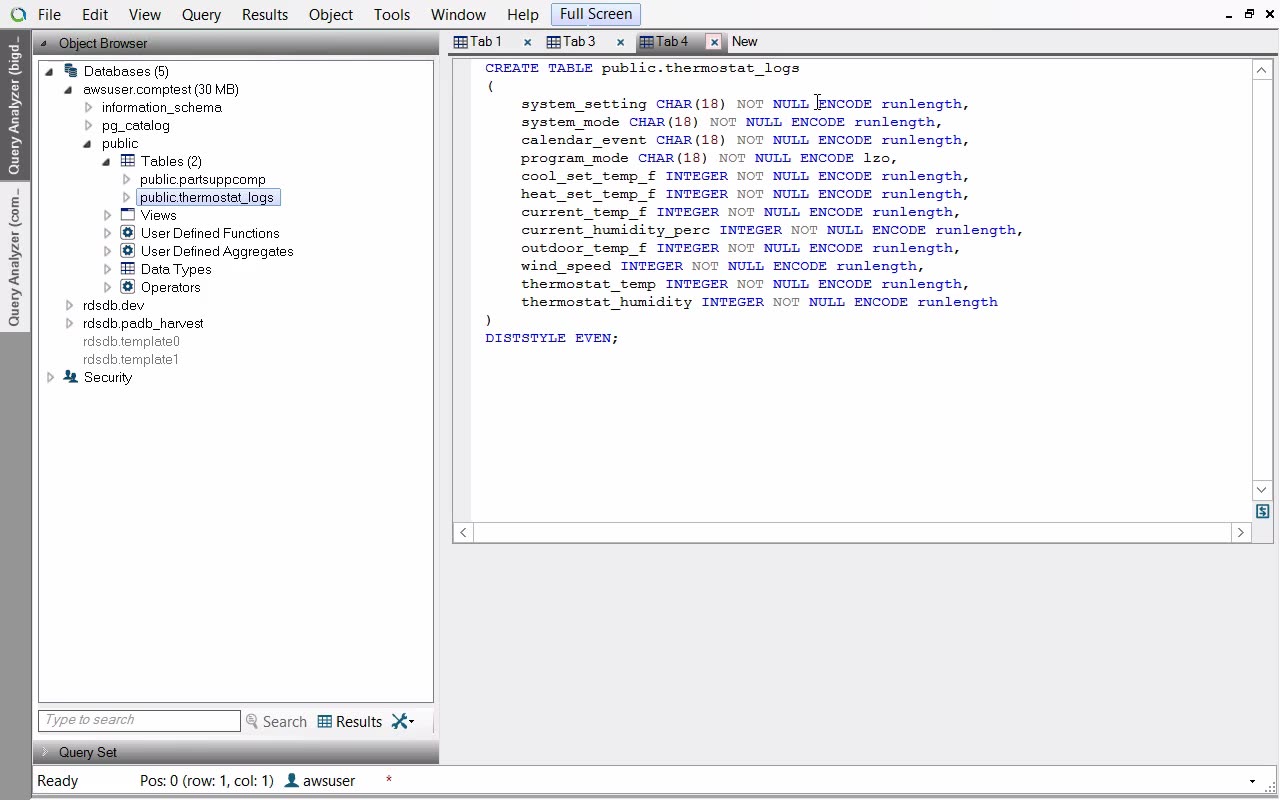 File Edit View Query Results Object Tools Window Help Full Screen
Query Analyzer (bigd...
Query Analyzer (com...
Object Browser
Databases (5)
awsuser.comptest (30 MB)
information_schema
pg_catalog
public
Tables (2)
public.partsuppcomp
public.thermostat_logs
Views
User Defined Functions
User Defined Aggregates
Data Types
Operators
rdsdb.dev
rdsdb.padb_harvest
rdsdb.template0
rdsdb.template1
Security
Type to search Search Results
Query Set
Tab 1 × Tab 3 × Tab 4 × New
CREATE TABLE public.thermostat_logs
(
system_setting CHAR(18) NOT NULL ENCODE runlength,
system_mode CHAR(18) NOT NULL ENCODE runlength,
calendar_event CHAR(18) NOT NULL ENCODE runlength,
program_mode CHAR(18) NOT NULL ENCODE lzo,
cool_set_temp_f INTEGER NOT NULL ENCODE runlength,
heat_set_temp_f INTEGER NOT NULL ENCODE runlength,
current_temp_f INTEGER NOT NULL ENCODE runlength,
current_humidity_perc INTEGER NOT NULL ENCODE runlength,
outdoor_temp_f INTEGER NOT NULL ENCODE runlength,
wind_speed INTEGER NOT NULL ENCODE runlength,
thermostat_temp INTEGER NOT NULL ENCODE runlength,
thermostat_humidity INTEGER NOT NULL ENCODE runlength
)
DISTSTYLE EVEN;
Ready Pos: 0 (row: 1, col: 1) awsuser *